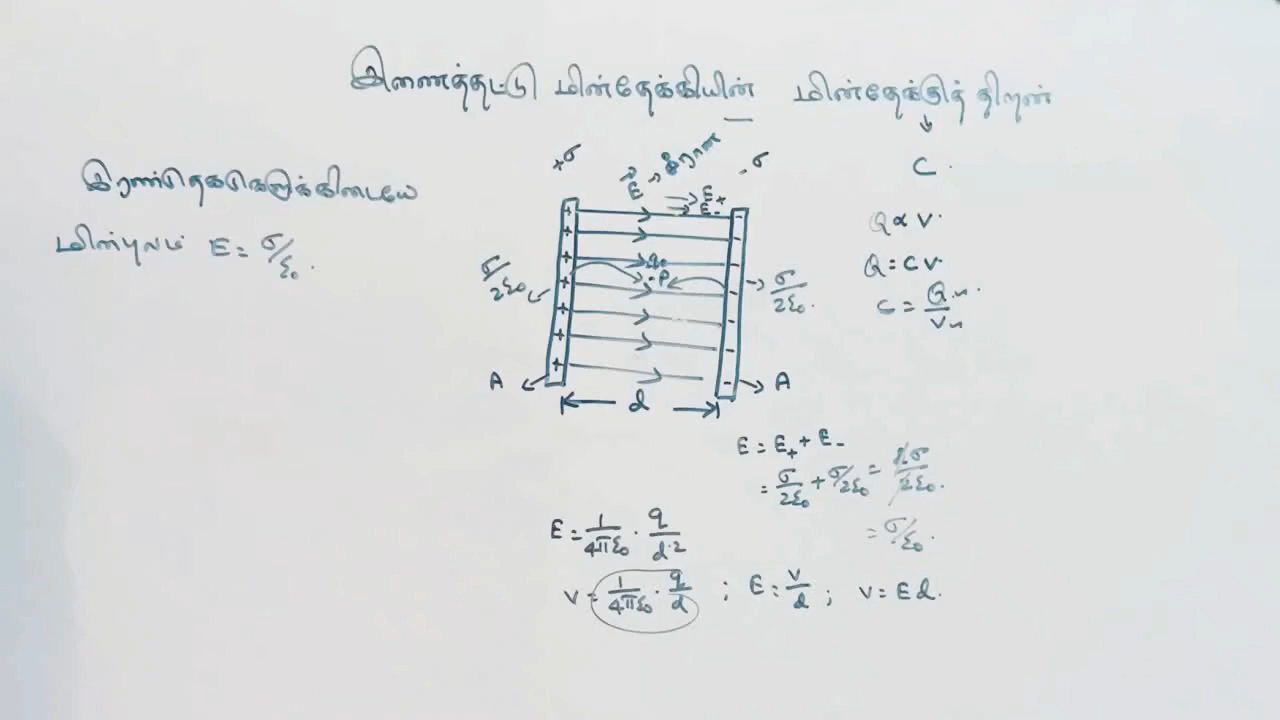 இணைத்தட்டு மின்தேக்கியின் மின்தேக்குத் திறன்
C.
இரண்டு தகடுகளுக்கிடையே
மின்புலம் E = σ/ε₀.
+σ
-σ
E⃗ → சீரான
E+
E-
Q ∝ V.
Q = CV.
C = Q/V
σ/2ε₀
q₀
.P
σ/2ε₀.
A
d
A
E = E₊ + E₋
= σ/2ε₀ + σ/2ε₀ = 2σ/2ε₀.
= σ/ε₀.
E = 1/4πε₀ . q/d²
V = 1/4πε₀ . q/d ; E = V/d ; V = Ed.